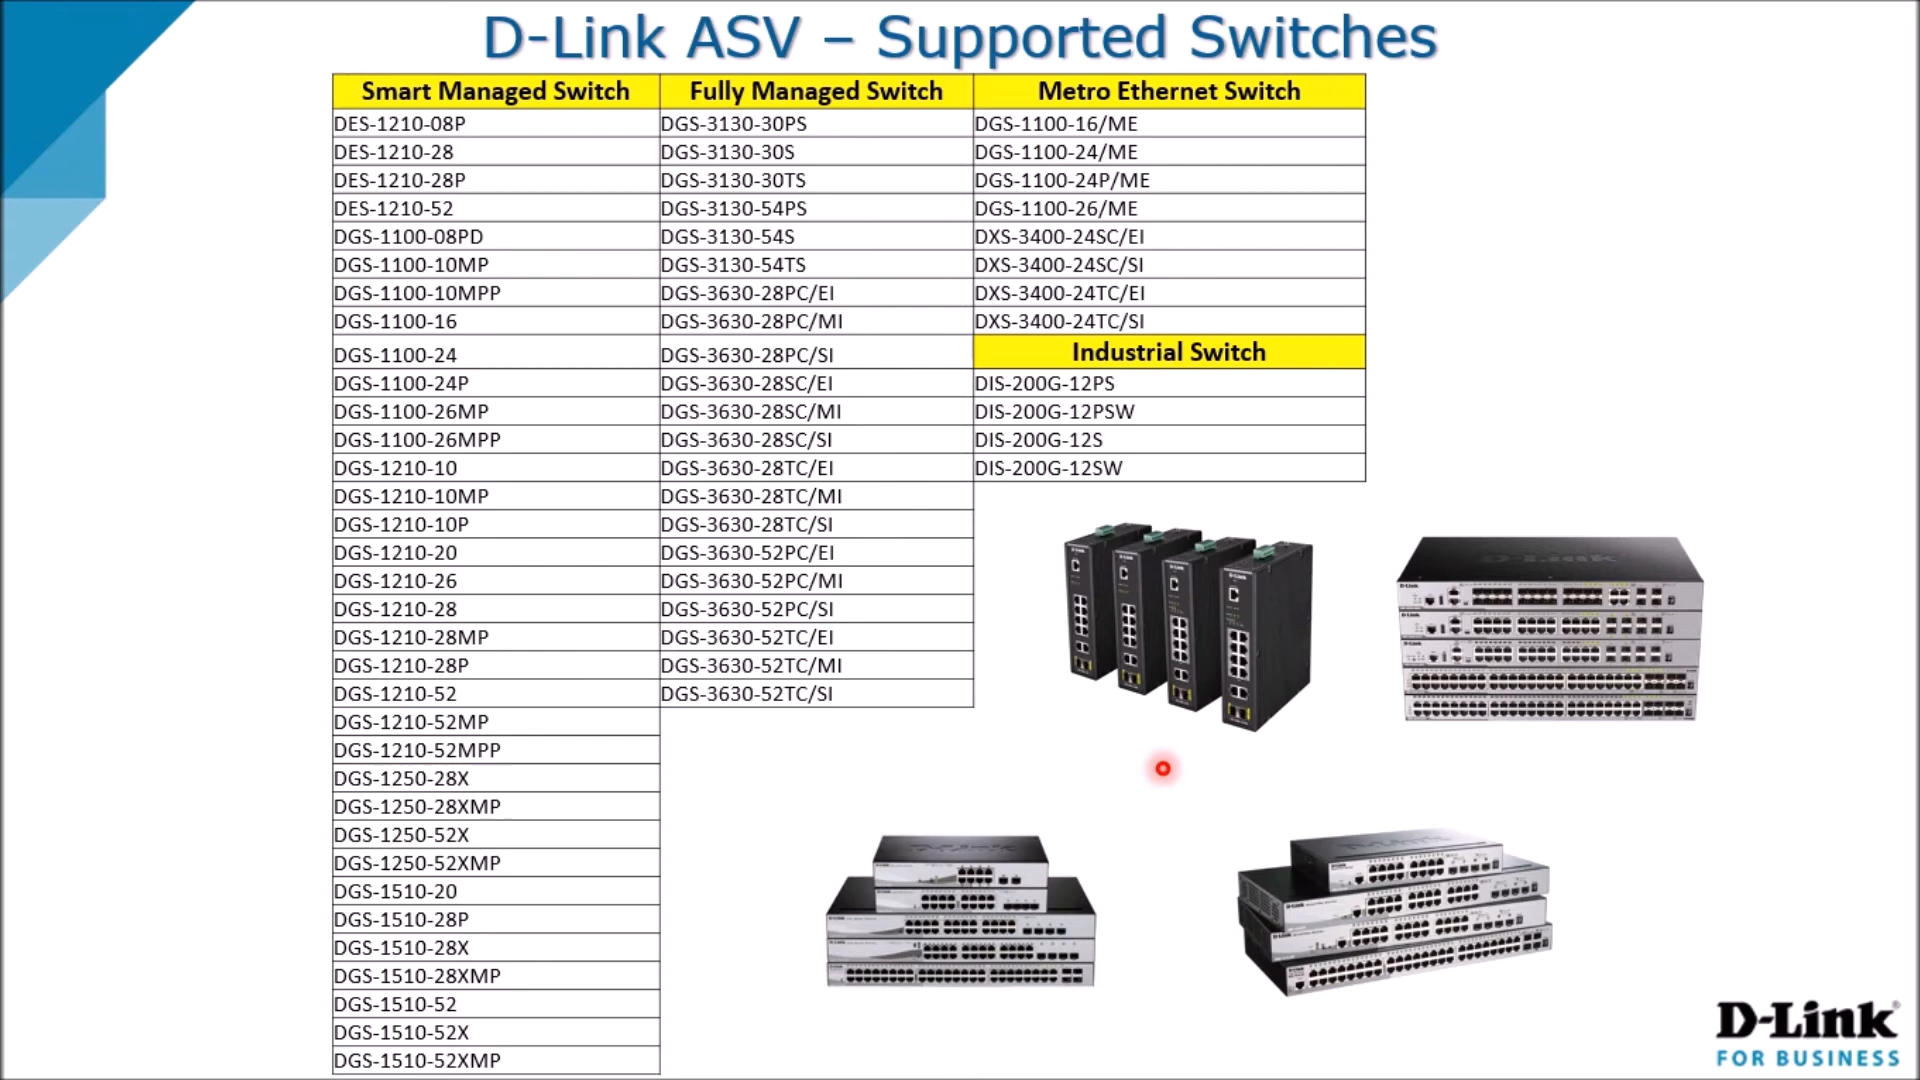 D-Link ASV – Supported Switches
Smart Managed Switch
DES-1210-08P
DES-1210-28
DES-1210-28P
DES-1210-52
DGS-1100-08PD
DGS-1100-10MP
DGS-1100-10MPP
DGS-1100-16
DGS-1100-24
DGS-1100-24P
DGS-1100-26MP
DGS-1100-26MPP
DGS-1210-10
DGS-1210-10MP
DGS-1210-10P
DGS-1210-20
DGS-1210-26
DGS-1210-28
DGS-1210-28MP
DGS-1210-28P
DGS-1210-52
DGS-1210-52MP
DGS-1210-52MPP
DGS-1250-28X
DGS-1250-28XMP
DGS-1250-52X
DGS-1250-52XMP
DGS-1510-20
DGS-1510-28P
DGS-1510-28X
DGS-1510-28XMP
DGS-1510-52
DGS-1510-52X
DGS-1510-52XMP
Fully Managed Switch
DGS-3130-30PS
DGS-3130-30S
DGS-3130-30TS
DGS-3130-54PS
DGS-3130-54S
DGS-3130-54TS
DGS-3630-28PC/EI
DGS-3630-28PC/MI
DGS-3630-28PC/SI
DGS-3630-28SC/EI
DGS-3630-28SC/MI
DGS-3630-28SC/SI
DGS-3630-28TC/EI
DGS-3630-28TC/MI
DGS-3630-28TC/SI
DGS-3630-52PC/EI
DGS-3630-52PC/MI
DGS-3630-52PC/SI
DGS-3630-52TC/EI
DGS-3630-52TC/MI
DGS-3630-52TC/SI
Metro Ethernet Switch
DGS-1100-16/ME
DGS-1100-24/ME
DGS-1100-24P/ME
DGS-1100-26/ME
DXS-3400-24SC/EI
DXS-3400-24SC/SI
DXS-3400-24TC/EI
DXS-3400-24TC/SI
Industrial Switch
DIS-200G-12PS
DIS-200G-12PSW
DIS-200G-12S
DIS-200G-12SW
D-Link
D-Link
D-Link
D-Link
D-Link
D-Link
D-Link
D-Link
D-Link®
FOR BUSINESS